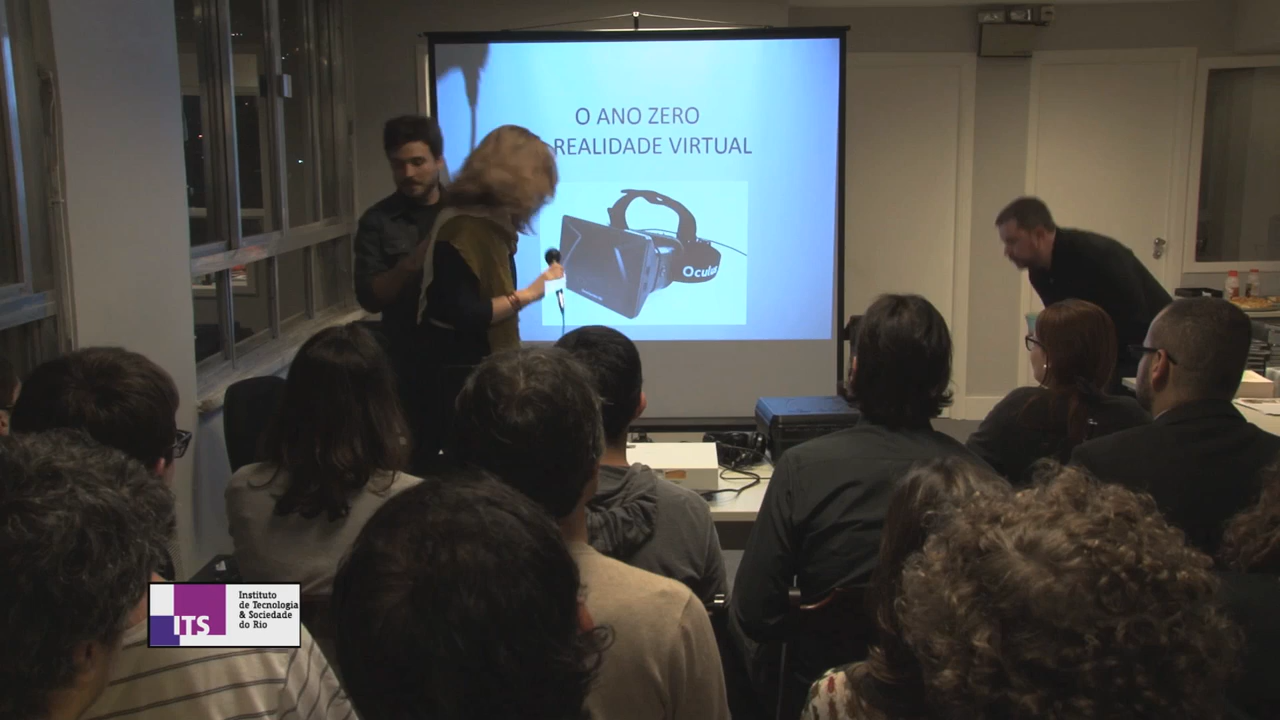 O ANO ZERO
REALIDADE VIRTUAL
Oculus
ITS
Instituto
de Tecnologia
& Sociedade
do Rio